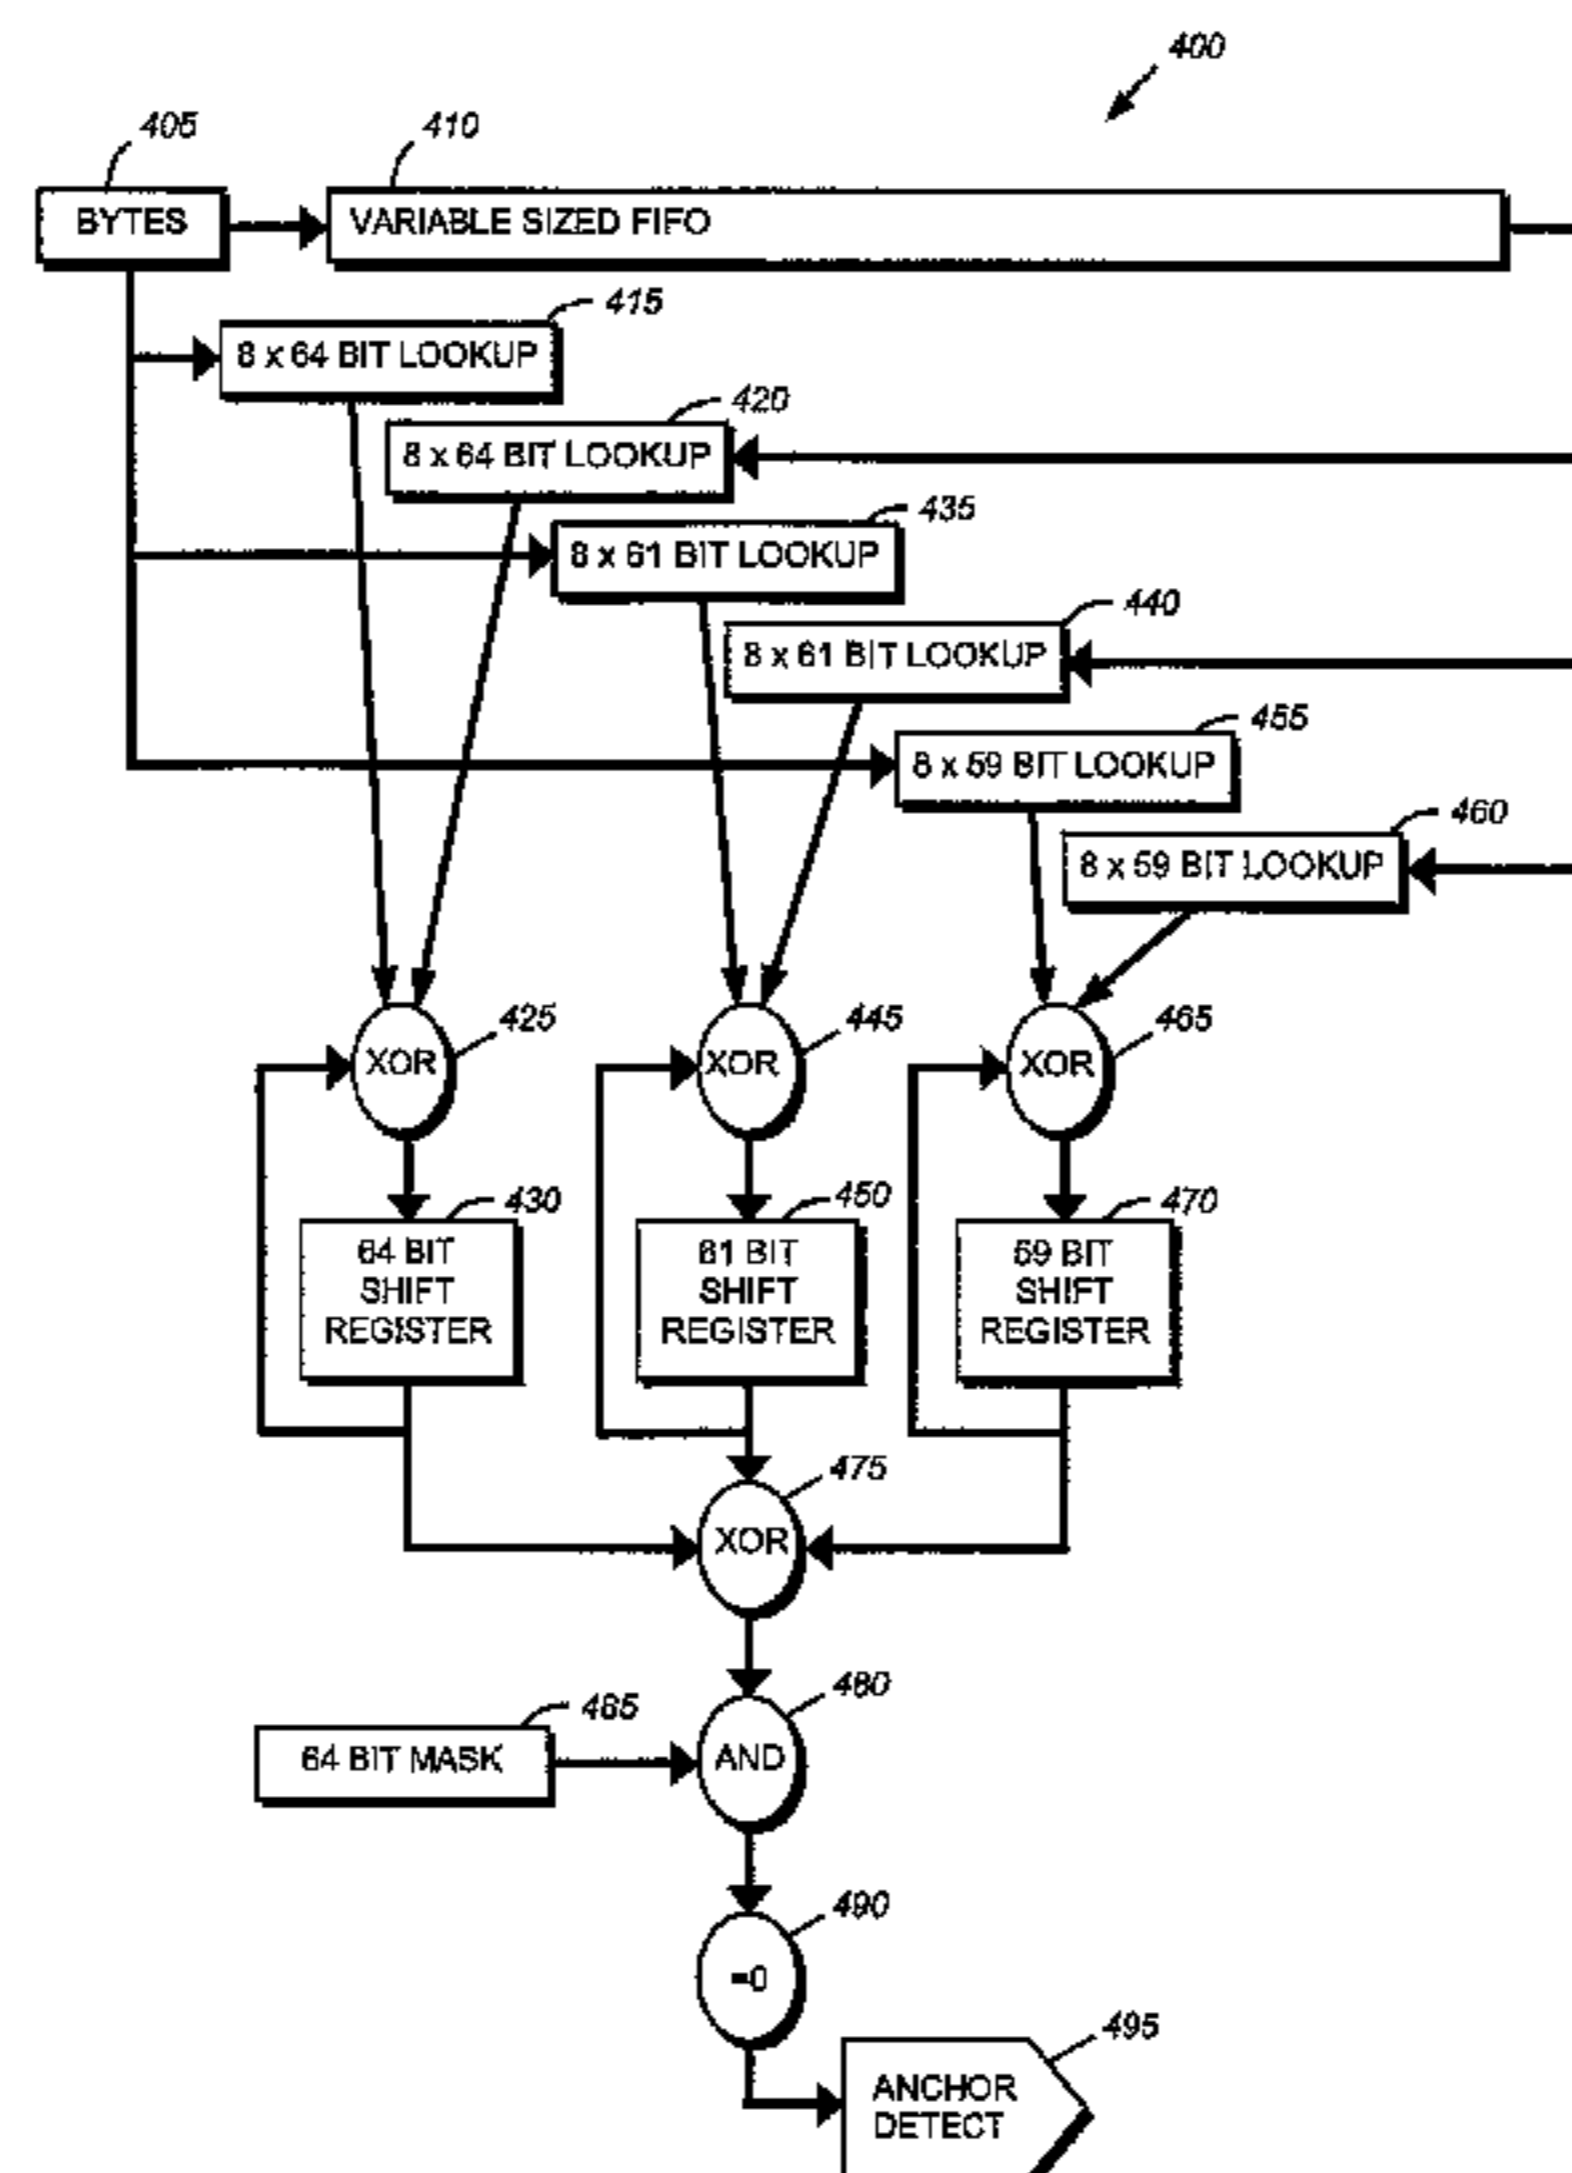 400
405
410
BYTES
VARIABLE SIZED FIFO
415
8 x 64 BIT LOOKUP
420
8 x 64 BIT LOOKUP
435
8 x 61 BIT LOOKUP
440
8 x 61 BIT LOOKUP
455
8 x 59 BIT LOOKUP
460
8 x 59 BIT LOOKUP
425
445
465
XOR
XOR
XOR
430
450
470
64 BIT
SHIFT
REGISTER
61 BIT
SHIFT
REGISTER
59 BIT
SHIFT
REGISTER
475
XOR
480
485
64 BIT MASK
AND
490
=0
495
ANCHOR
DETECT